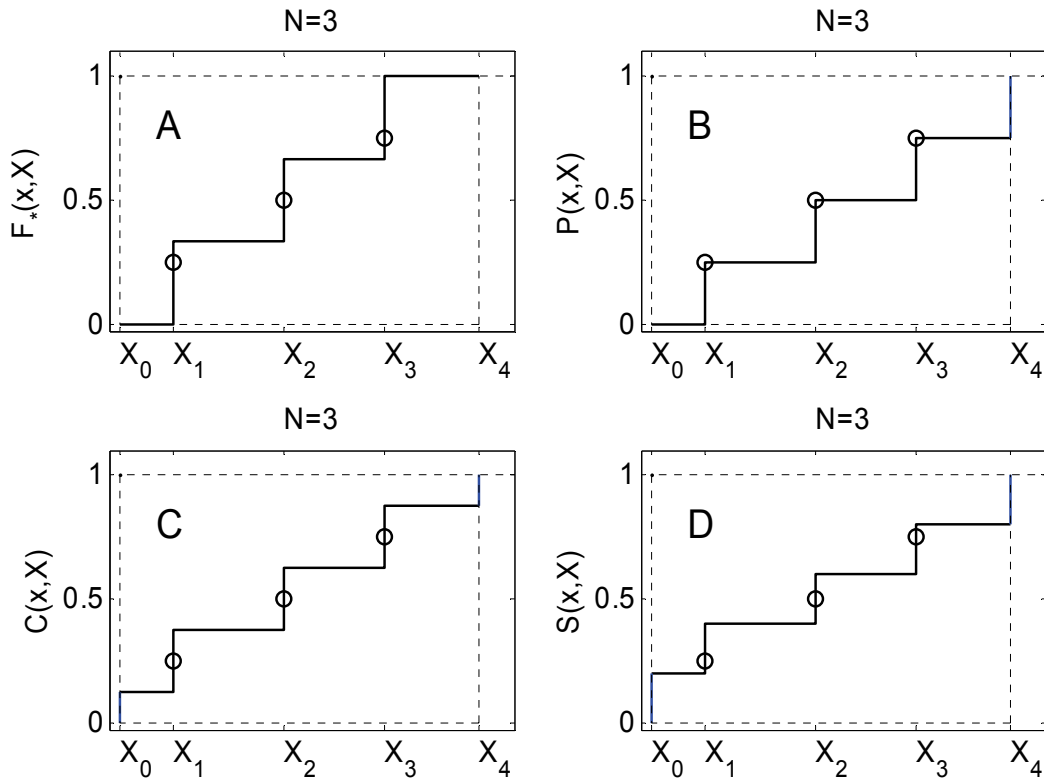 N=3
A
F*(x,X)
1
0.5
0
X0 X1 X2 X3 X4
N=3
B
P(x,X)
1
0.5
0
X0 X1 X2 X3 X4
N=3
C
C(x,X)
1
0.5
0
X0 X1 X2 X3 X4
N=3
D
S(x,X)
1
0.5
0
X0 X1 X2 X3 X4